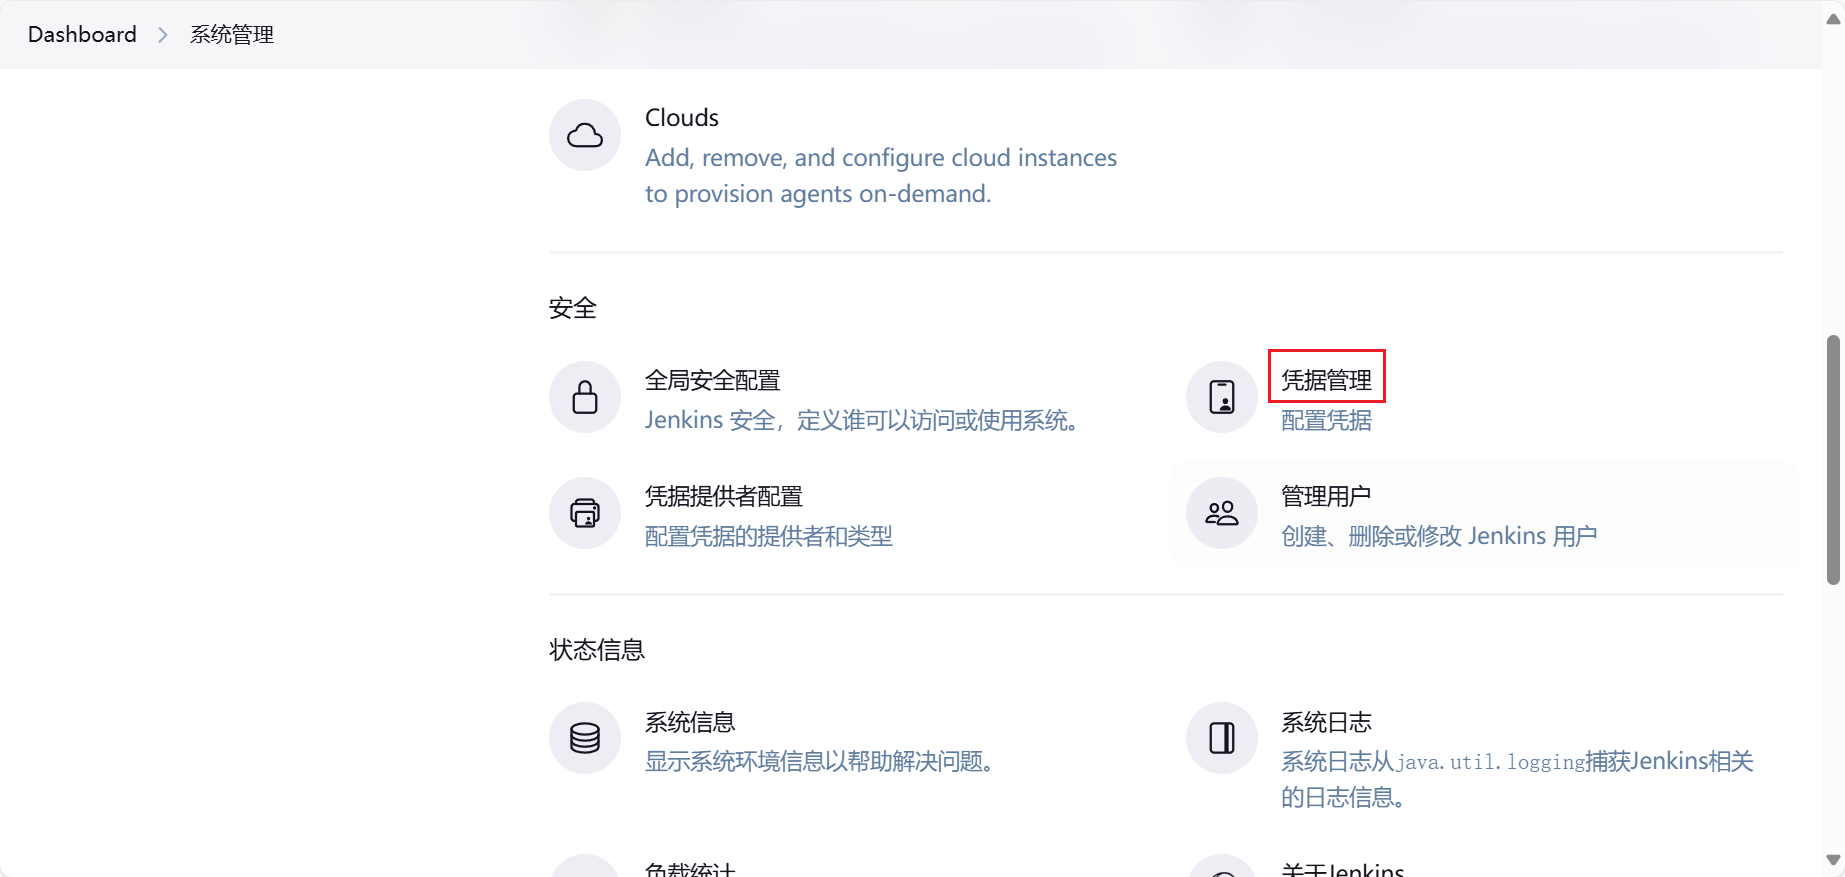 Dashboard > 系统管理
Clouds
Add, remove, and configure cloud instances
to provision agents on-demand.
安全
全局安全配置
Jenkins 安全，定义谁可以访问或使用系统。
凭据管理
配置凭据
凭据提供者配置
配置凭据的提供者和类型
管理用户
创建、删除或修改 Jenkins 用户
状态信息
系统信息
显示系统环境信息以帮助解决问题。
系统日志
系统日志从java.util.logging捕获Jenkins相关
的日志信息。
负载统计
关于Jenkins